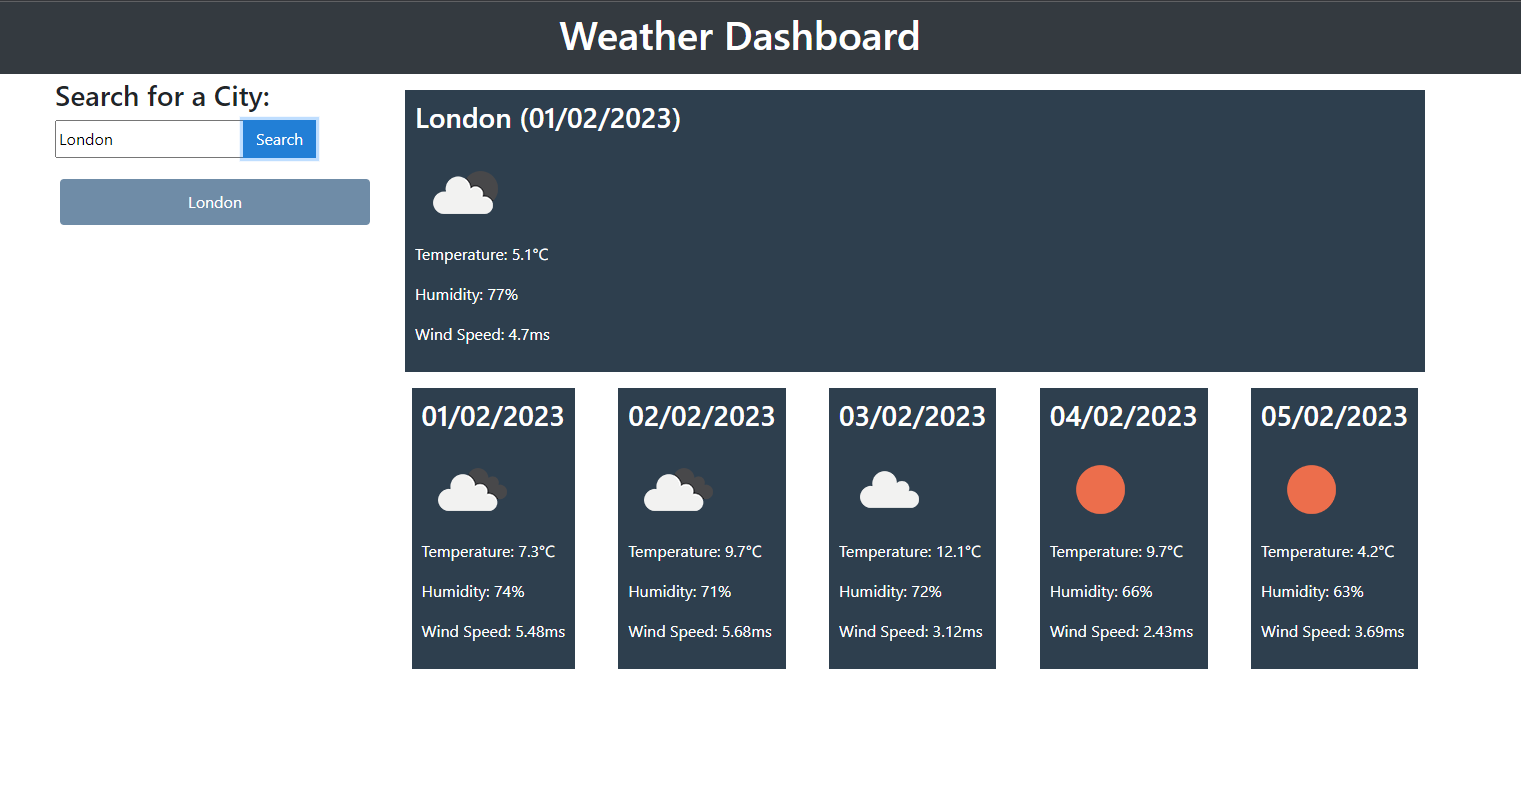 Weather Dashboard
Search for a City:
London
Search
London
London (01/02/2023)
Temperature: 5.1°C
Humidity: 77%
Wind Speed: 4.7ms
01/02/2023
Temperature: 7.3°C
Humidity: 74%
Wind Speed: 5.48ms
02/02/2023
Temperature: 9.7°C
Humidity: 71%
Wind Speed: 5.68ms
03/02/2023
Temperature: 12.1°C
Humidity: 72%
Wind Speed: 3.12ms
04/02/2023
Temperature: 9.7°C
Humidity: 66%
Wind Speed: 2.43ms
05/02/2023
Temperature: 4.2°C
Humidity: 63%
Wind Speed: 3.69ms